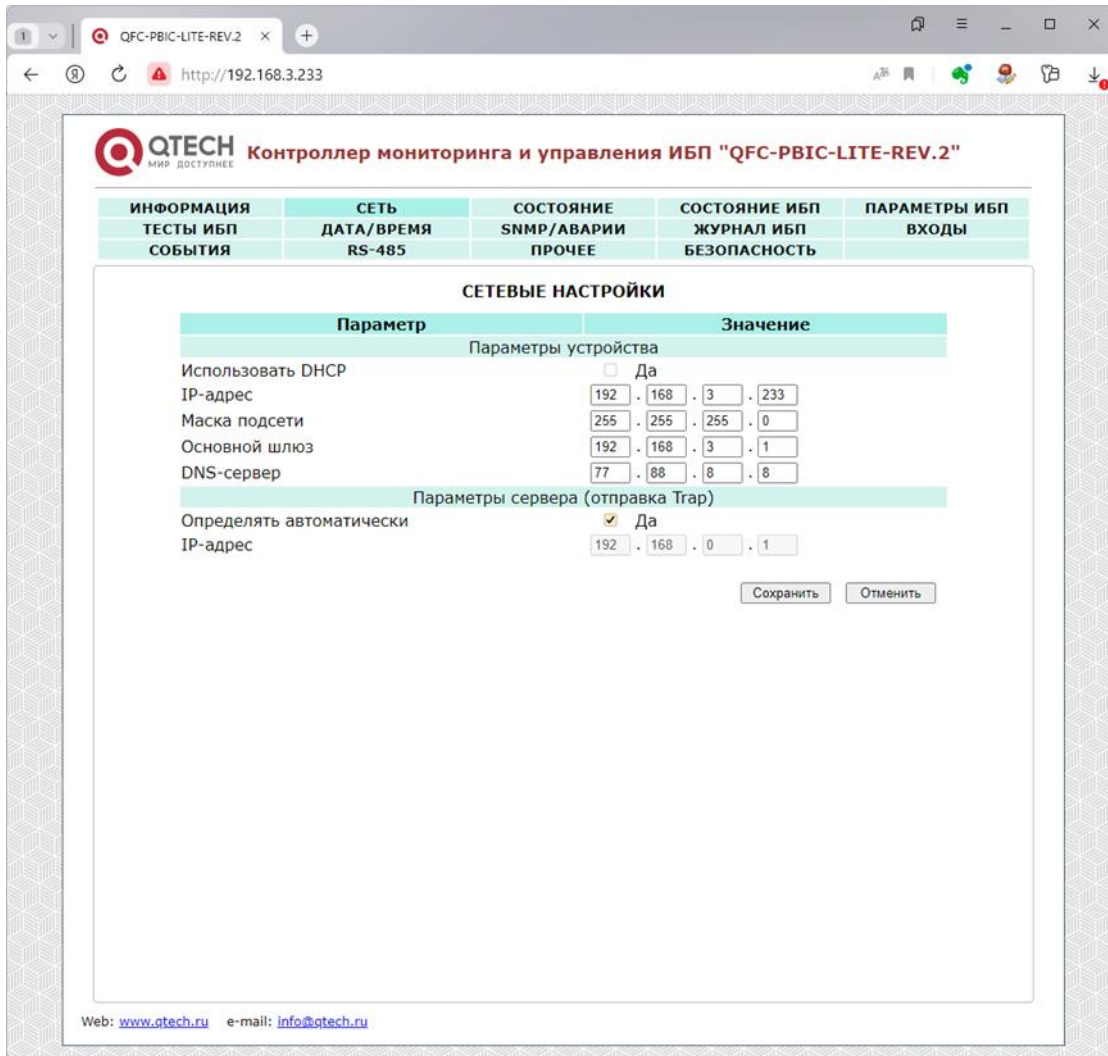 1
QFC-PBIC-LITE-REV.2
http://192.168.3.233
QTECH
МИР ДОСТУПНЕЕ
Контроллер мониторинга и управления ИБП "QFC-PBIC-LITE-REV.2"
ИНФОРМАЦИЯ СЕТЬ СОСТОЯНИЕ СОСТОЯНИЕ ИБП ПАРАМЕТРЫ ИБП
ТЕСТЫ ИБП ДАТА/ВРЕМЯ SNMP/АВАРИИ ЖУРНАЛ ИБП ВХОДЫ
СОБЫТИЯ RS-485 ПРОЧЕЕ БЕЗОПАСНОСТЬ
СЕТЕВЫЕ НАСТРОЙКИ
Параметр Значение
Параметры устройства
Использовать DHCP Да
IP-адрес 192 . 168 . 3 . 233
Маска подсети 255 . 255 . 255 . 0
Основной шлюз 192 . 168 . 3 . 1
DNS-сервер 77 . 88 . 8 . 8
Параметры сервера (отправка Trap)
Определять автоматически Да
IP-адрес 192 . 168 . 0 . 1
Сохранить Отменить
Web: www.qtech.ru e-mail: info@qtech.ru